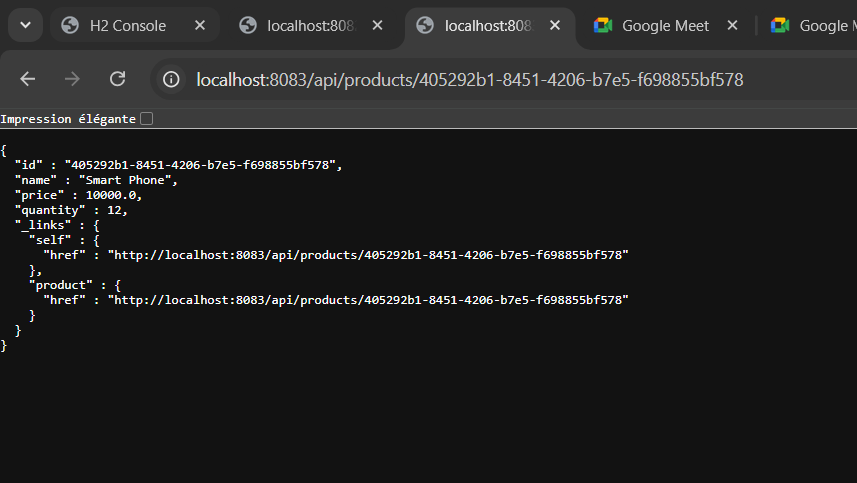 H2 Console
localhost:808
localhost:808
Google Meet
Google M
localhost:8083/api/products/405292b1-8451-4206-b7e5-f698855bf578
Impression élégante
{
  "id" : "405292b1-8451-4206-b7e5-f698855bf578",
  "name" : "Smart Phone",
  "price" : 10000.0,
  "quantity" : 12,
  "_links" : {
    "self" : {
      "href" : "http://localhost:8083/api/products/405292b1-8451-4206-b7e5-f698855bf578"
    },
    "product" : {
      "href" : "http://localhost:8083/api/products/405292b1-8451-4206-b7e5-f698855bf578"
    }
  }
}